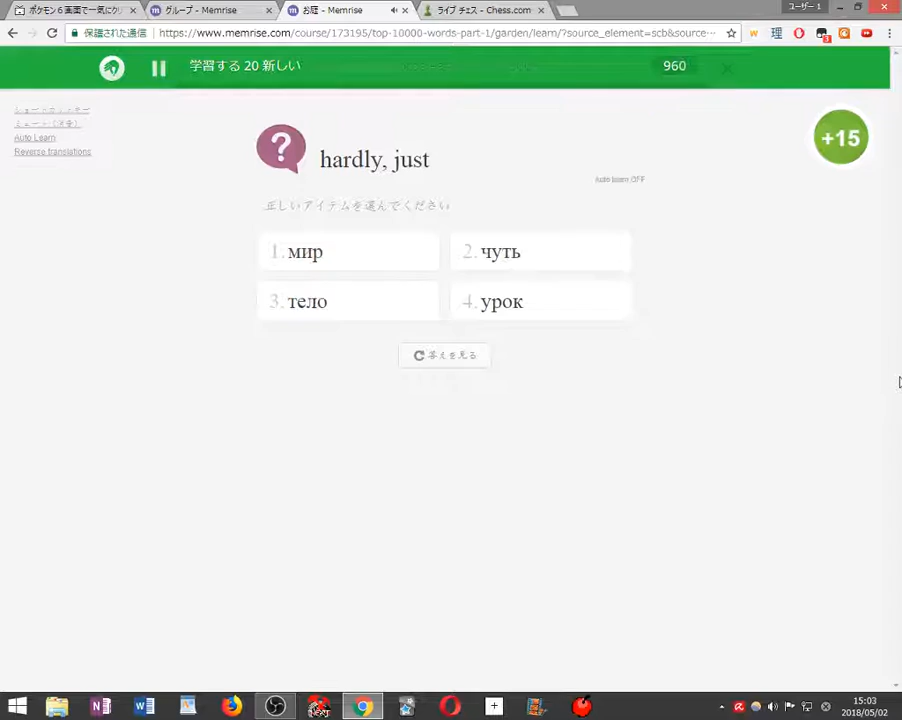 ポケモン６画面で一気にク
グループ - Memrise
お庭 - Memrise
ライブ チェス - Chess.com
ユーザー 1
保護された通信
https://www.memrise.com/course/173195/top-10000-words-part-1/garden/learn/?source_element=scb&source...
学習する 20 新しい
960
Auto Learn
Reverse translations
?
hardly, just
+15
Auto learn OFF
正しいアイテムを選んでください
1. мир
2. чуть
3. тело
4. урок
答えを見る
15:03
2018/05/02